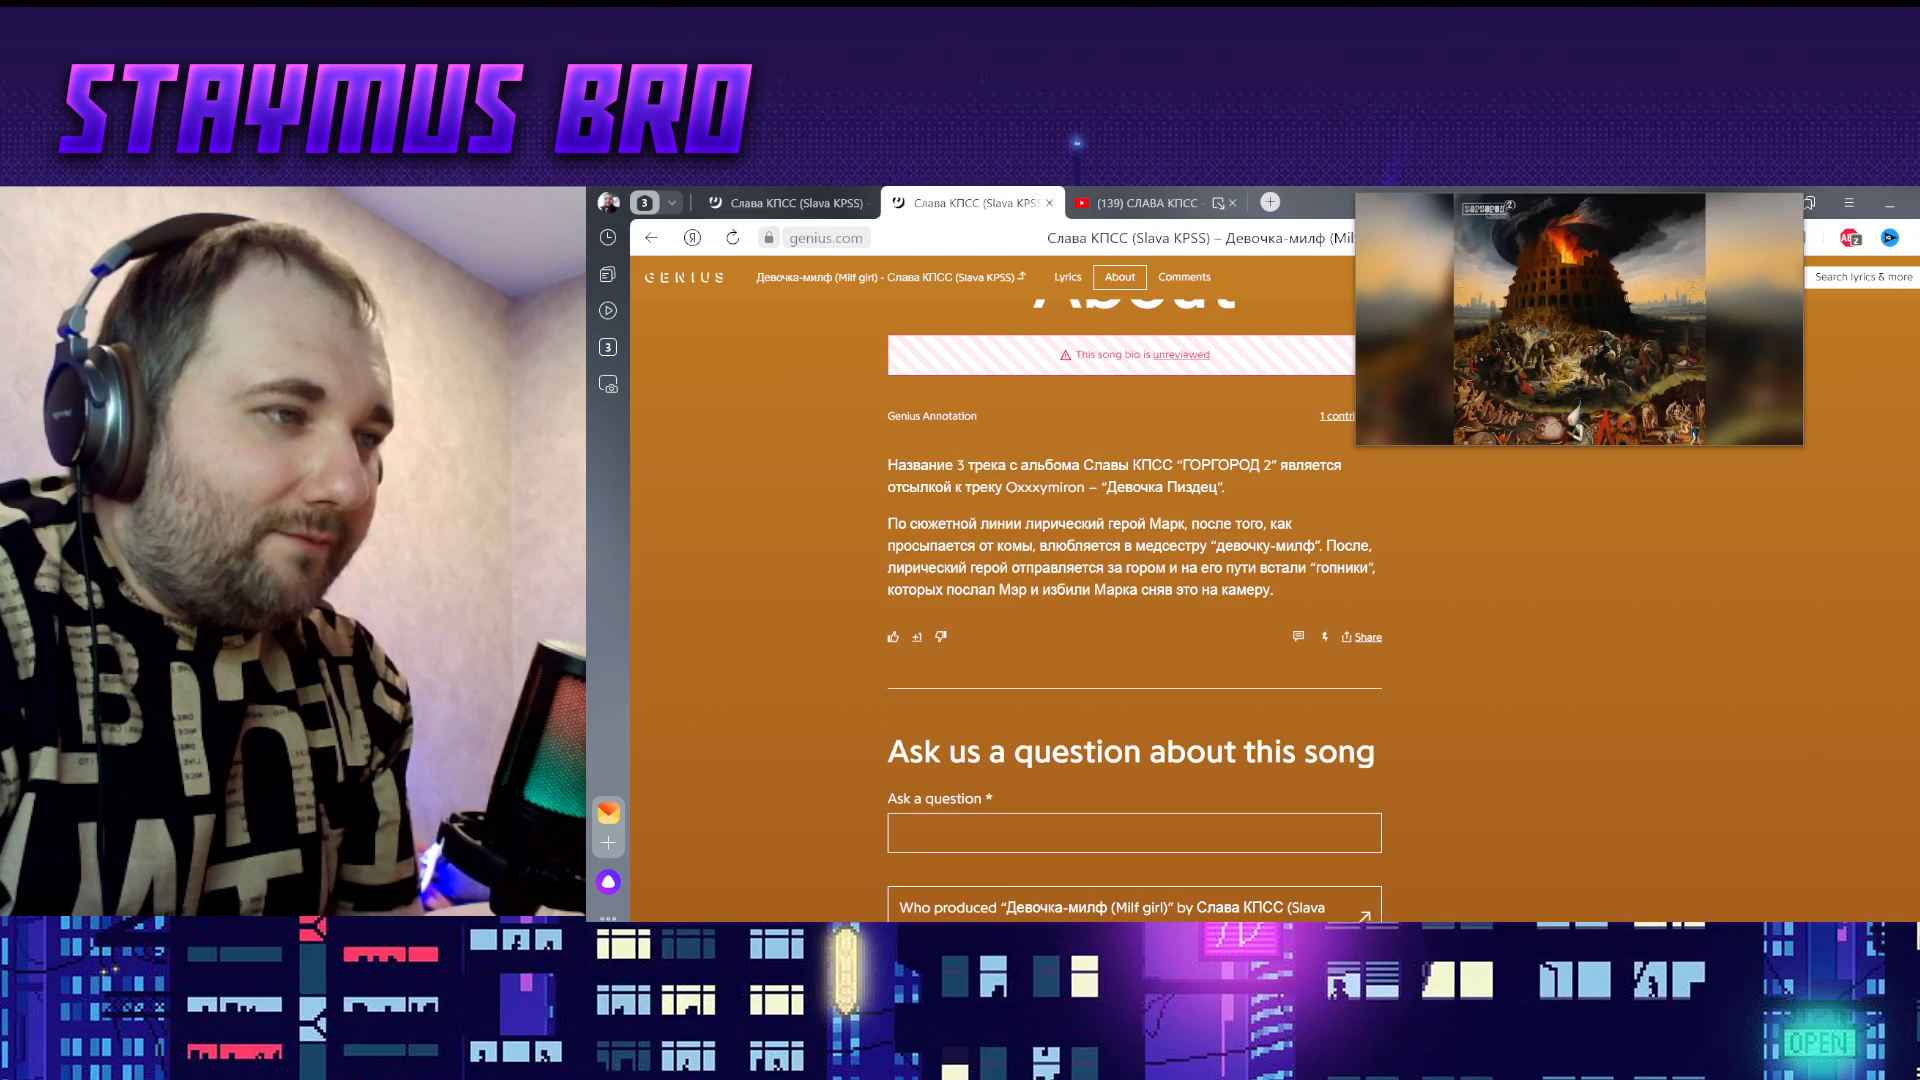 STAYMUS BRO
3
Слава КПСС (Slava KPSS)
Слава КПСС (Slava KPSS
(139) СЛАВА КПСС
genius.com
Слава КПСС (Slava KPSS) – Девочка-милф (Mil
2
GENIUS
Девочка-милф (Milf girl) - Слава КПСС (Slava KPSS)
Lyrics
About
Comments
Search lyrics & more
About
This song bio is unreviewed
Genius Annotation
1 contri
Название 3 трека с альбома Славы КПСС “ГОРГОРОД 2” является
отсылкой к треку Oxxxymiron – “Девочка Пиздец”.
По сюжетной линии лирический герой Марк, после того, как
просыпается от комы, влюбляется в медсестру “девочку-милф”. После,
лирический герой отправляется за гором и на его пути встали “гопники”,
которых послал Мэр и избили Марка сняв это на камеру.
+1
Share
Ask us a question about this song
Ask a question *
Who produced “Девочка-милф (Milf girl)” by Слава КПСС (Slava
3
OPEN